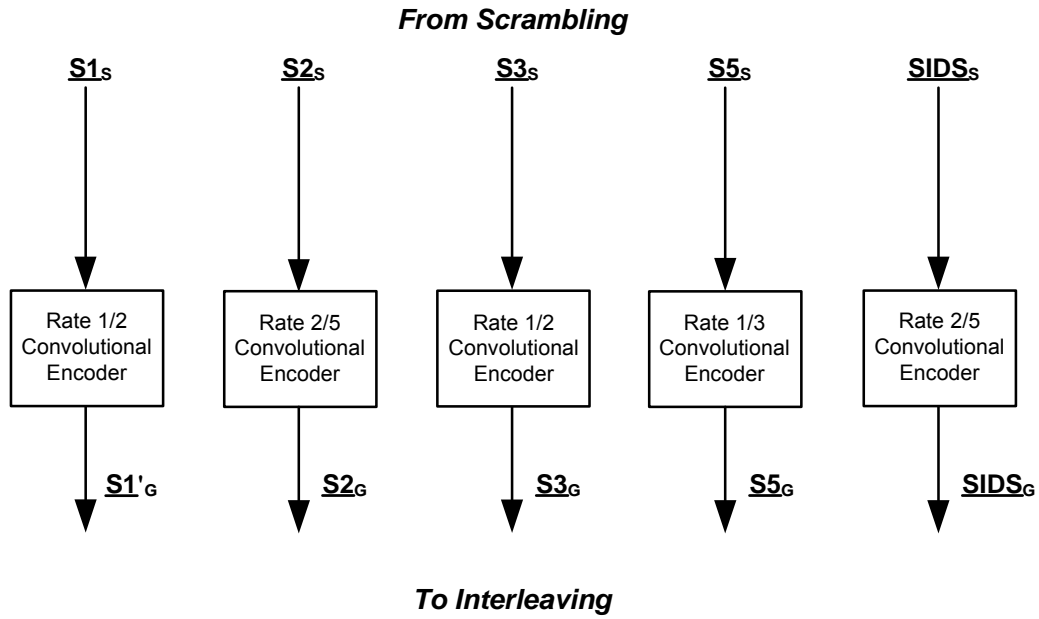 From Scrambling
S1S S2S S3S S5S SIDSS
Rate 1/2
Convolutional
Encoder
Rate 2/5
Convolutional
Encoder
Rate 1/2
Convolutional
Encoder
Rate 1/3
Convolutional
Encoder
Rate 2/5
Convolutional
Encoder
S1'G S2G S3G S5G SIDSG
To Interleaving